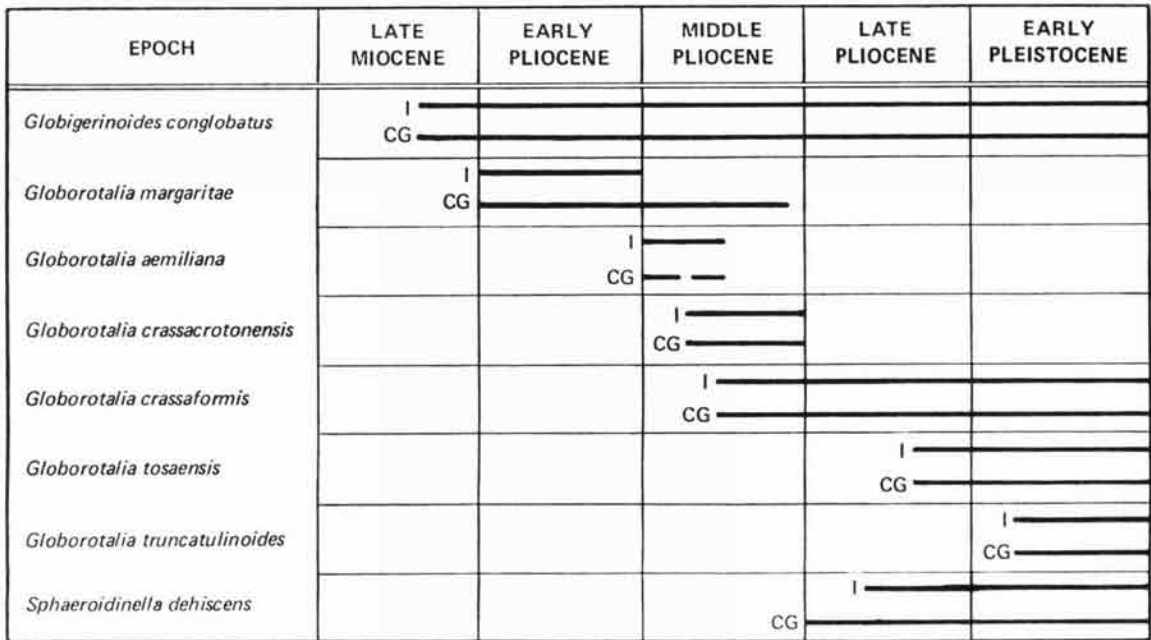 EPOCH
LATE MIOCENE
EARLY PLIOCENE
MIDDLE PLIOCENE
LATE PLIOCENE
EARLY PLEISTOCENE
Globigerinoides conglobatus
I
CG
Globorotalia margaritae
I
CG
Globorotalia aemiliana
I
CG
Globorotalia crassacrotonensis
I
CG
Globorotalia crassaformis
I
CG
Globorotalia tosaensis
I
CG
Globorotalia truncatulinoides
I
CG
Sphaeroidinella dehiscens
I
CG